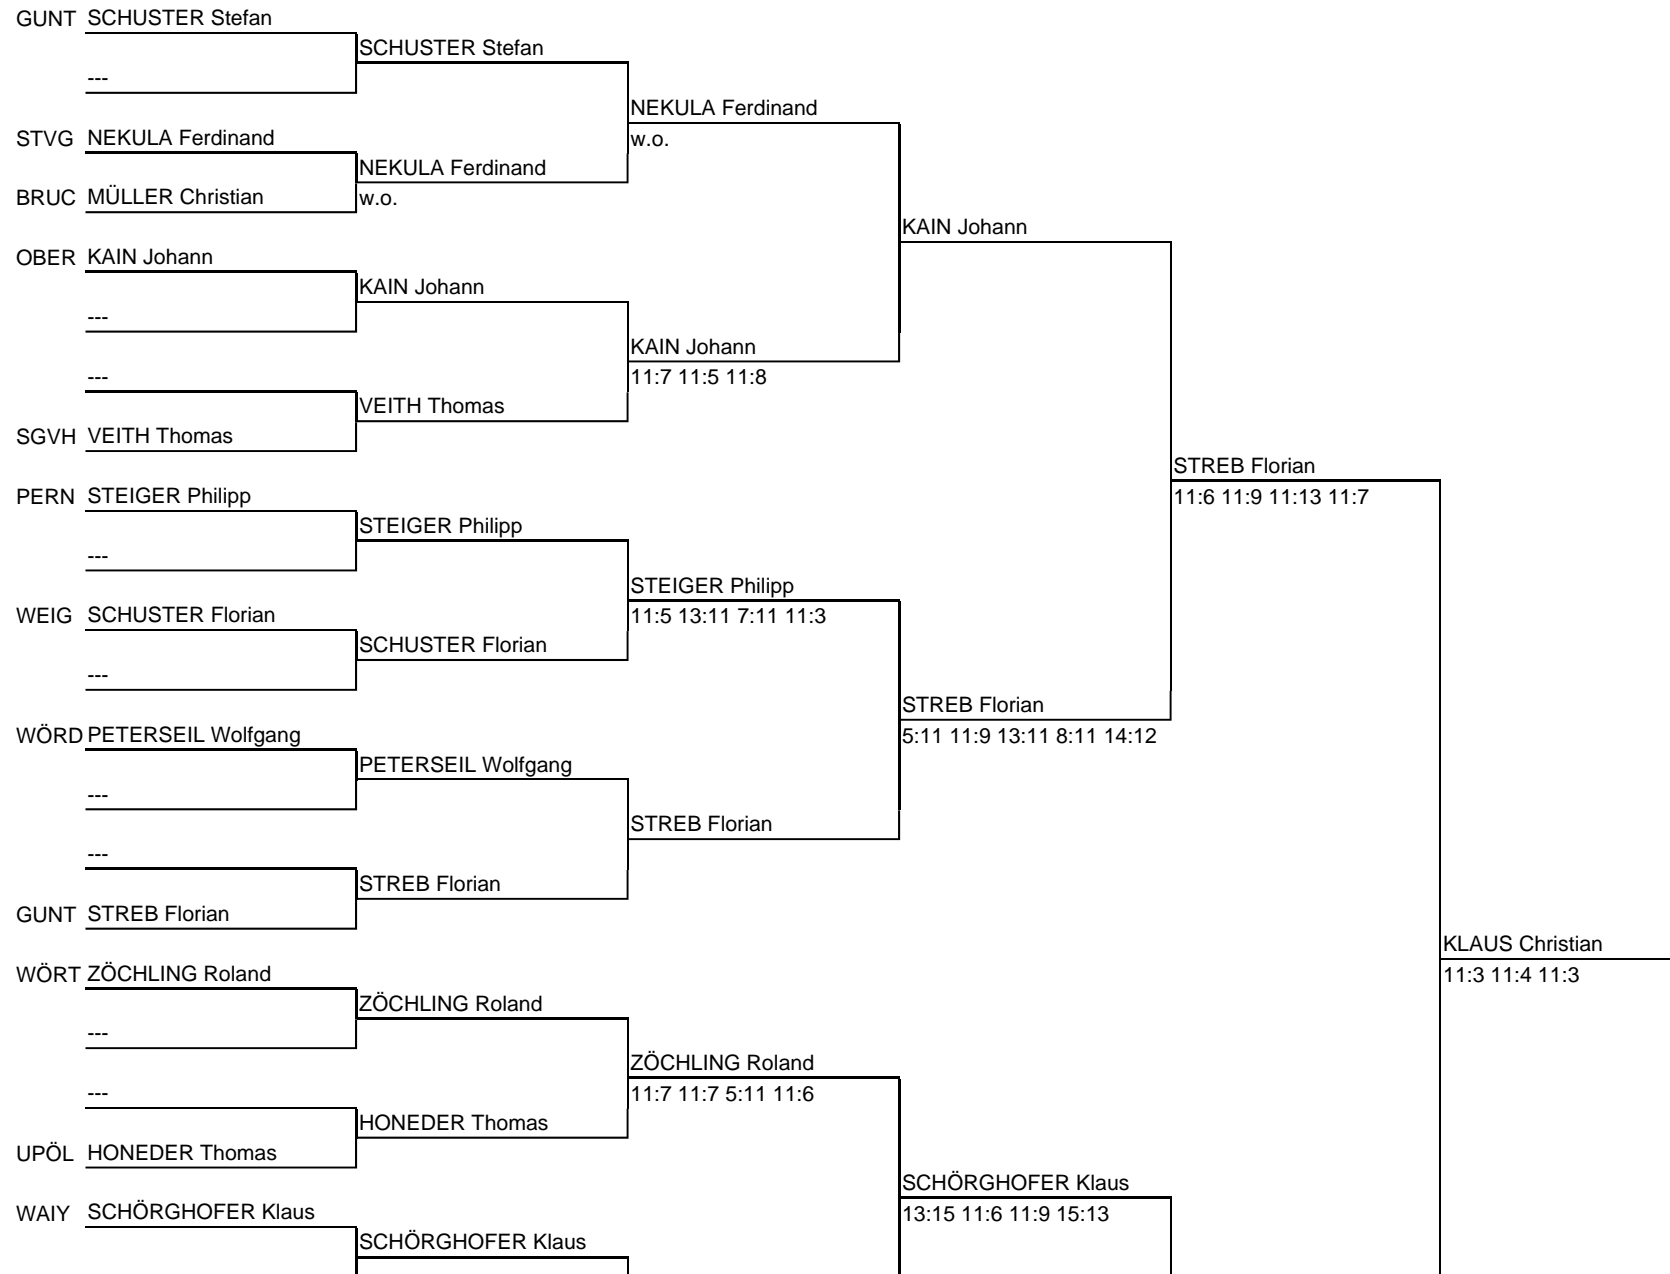 GUNT SCHUSTER Stefan
SCHUSTER Stefan
---
NEKULA Ferdinand
STVG NEKULA Ferdinand
w.o.
NEKULA Ferdinand
BRUC MÜLLER Christian
w.o.
KAIN Johann
OBER KAIN Johann
KAIN Johann
---
KAIN Johann
---
11:7 11:5 11:8
VEITH Thomas
SGVH VEITH Thomas
STREB Florian
PERN STEIGER Philipp
11:6 11:9 11:13 11:7
STEIGER Philipp
---
STEIGER Philipp
WEIG SCHUSTER Florian
11:5 13:11 7:11 11:3
SCHUSTER Florian
---
STREB Florian
WÖRD PETERSEIL Wolfgang
5:11 11:9 13:11 8:11 14:12
PETERSEIL Wolfgang
---
STREB Florian
---
STREB Florian
GUNT STREB Florian
KLAUS Christian
WÖRT ZÖCHLING Roland
11:3 11:4 11:3
ZÖCHLING Roland
---
ZÖCHLING Roland
---
11:7 11:7 5:11 11:6
HONEDER Thomas
UPÖL HONEDER Thomas
SCHÖRGHOFER Klaus
WAIY SCHÖRGHOFER Klaus
13:15 11:6 11:9 15:13
SCHÖRGHOFER Klaus